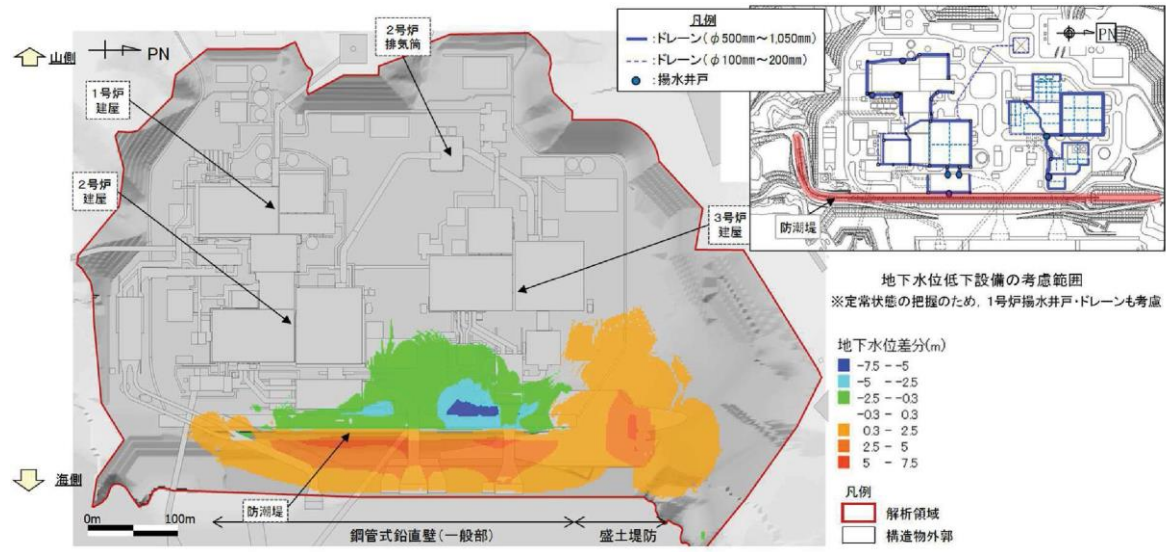 山側
PN
2号炉
排気筒
1号炉
建屋
2号炉
建屋
3号炉
建屋
防潮堤
海側
0m 100m
鋼管式鉛直壁(一般部)
盛土堤防
凡例
:ドレーン(φ500mm~1,050mm)
:ドレーン(φ100mm~200mm)
:揚水井戸
PN
防潮堤
地下水位低下設備の考慮範囲
※定常状態の把握のため,1号炉揚水井戸・ドレーンも考慮
地下水位差分(m)
-7.5 - -5
-5 - -2.5
-2.5 - -0.3
-0.3 - 0.3
0.3 - 2.5
2.5 - 5
5 - 7.5
凡例
解析領域
構造物外郭